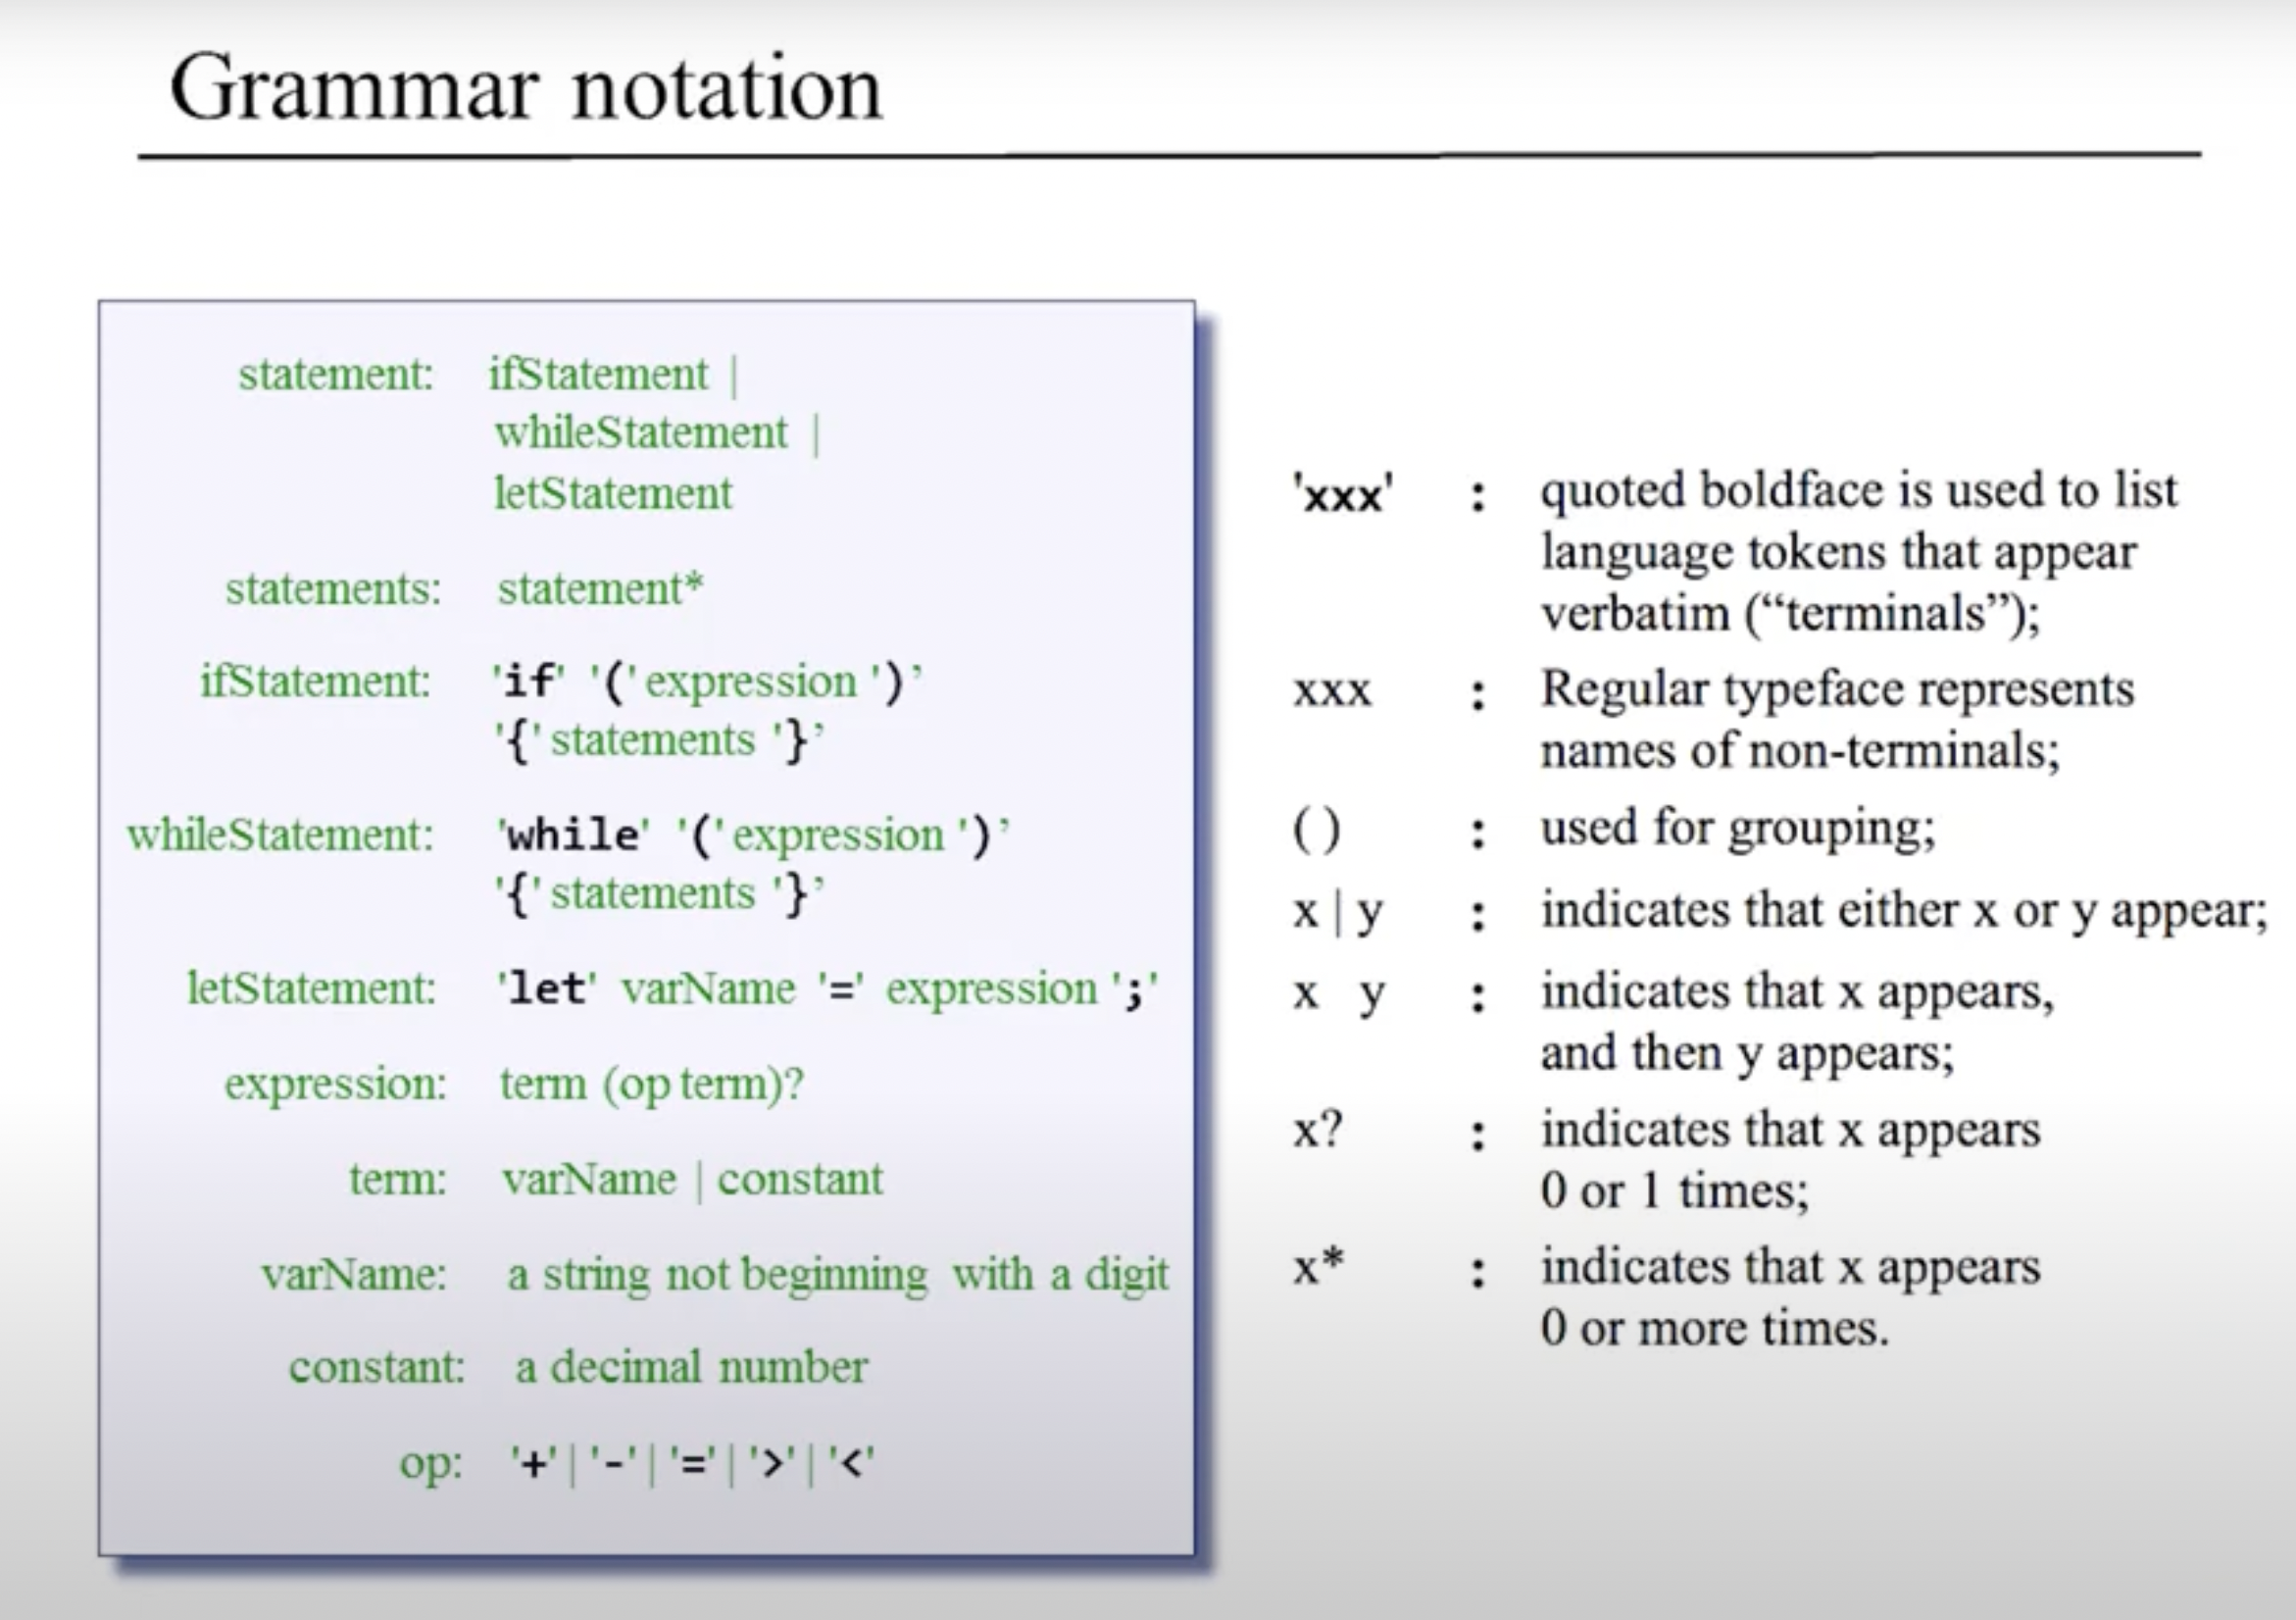 Grammar notation
statement: ifStatement |
whileStatement |
letStatement
statements: statement*
ifStatement: 'if' '(' expression ')’
'{' statements '}’
whileStatement: 'while' '(' expression ')’
'{' statements '}’
letStatement: 'let' varName '=' expression ';'
expression: term (op term)?
term: varName | constant
varName: a string not beginning with a digit
constant: a decimal number
op: '+' | '-' | '=' | '>' | '<'
'xxx' : quoted boldface is used to list
language tokens that appear
verbatim (“terminals”);
xxx : Regular typeface represents
names of non-terminals;
( ) : used for grouping;
x | y : indicates that either x or y appear;
x y : indicates that x appears,
and then y appears;
x? : indicates that x appears
0 or 1 times;
x* : indicates that x appears
0 or more times.